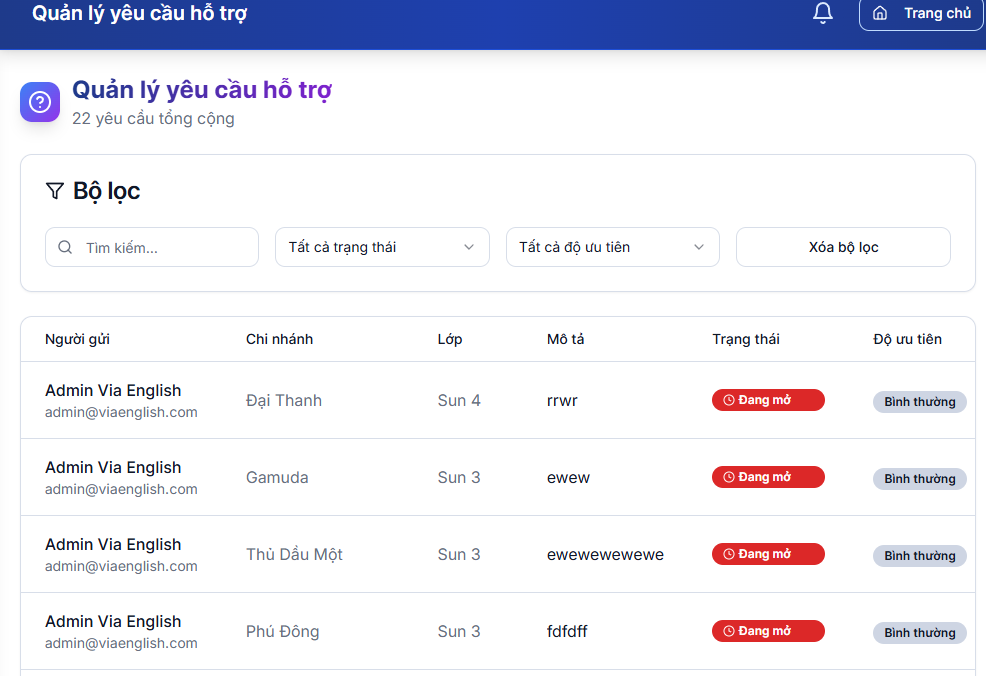 Quản lý yêu cầu hỗ trợ
Trang chủ
Quản lý yêu cầu hỗ trợ
22 yêu cầu tổng cộng
Bộ lọc
Tìm kiếm...
Tất cả trạng thái
Tất cả độ ưu tiên
Xóa bộ lọc
Người gửi Chi nhánh Lớp Mô tả Trạng thái Độ ưu tiên
Admin Via English
admin@viaenglish.com
Đại Thanh Sun 4 rrwr Đang mở Bình thường
Admin Via English
admin@viaenglish.com
Gamuda Sun 3 ewew Đang mở Bình thường
Admin Via English
admin@viaenglish.com
Thủ Dầu Một Sun 3 ewewewewewe Đang mở Bình thường
Admin Via English
admin@viaenglish.com
Phú Đông Sun 3 fdfdff Đang mở Bình thường